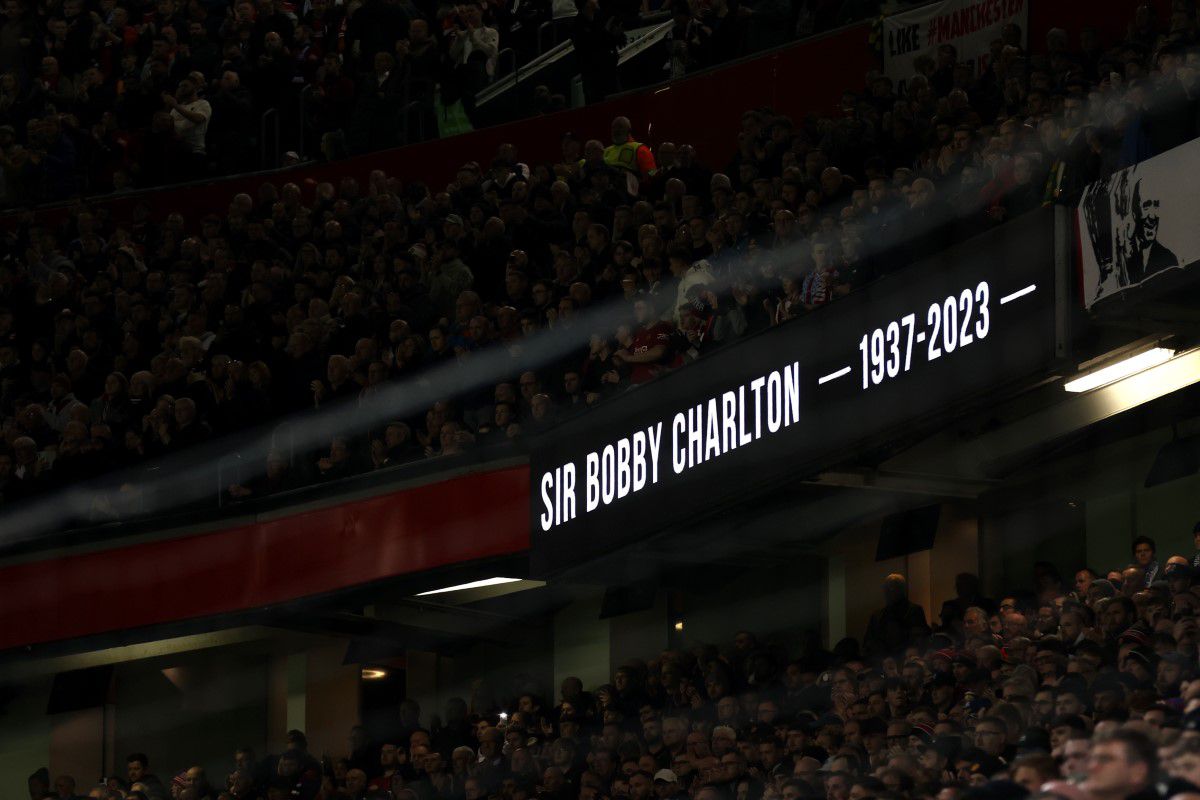 LIKE #MANCHESTER
SIR BOBBY CHARLTON — 1937-2023 —